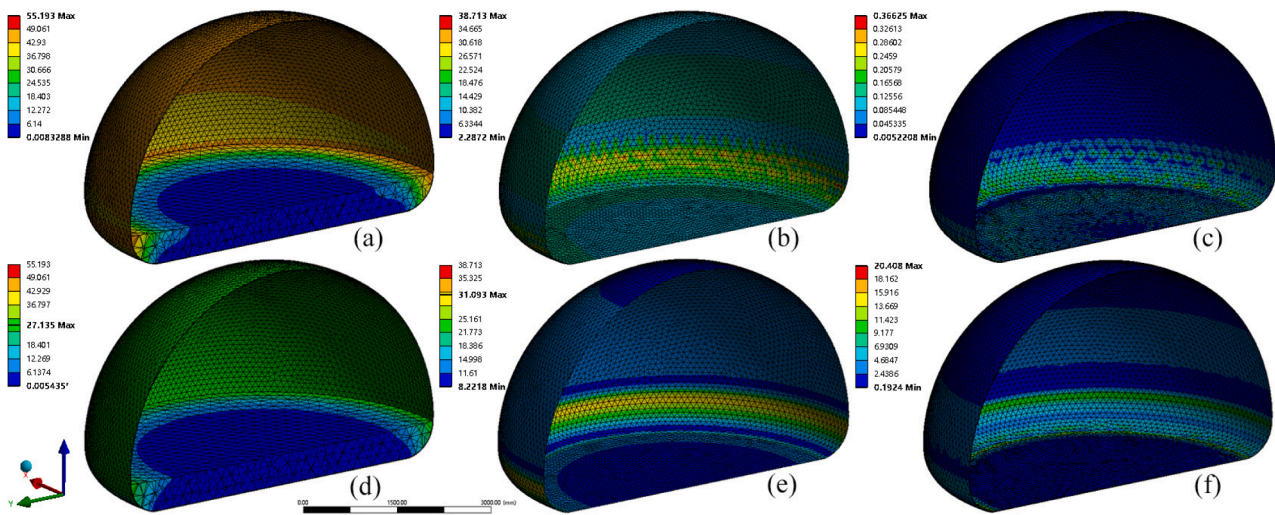 55.193 Max
49.061
42.93
36.798
30.666
24.535
18.403
12.272
6.14
0.0083288 Min
(a)
38.713 Max
34.665
30.618
26.571
22.524
18.476
14.429
10.382
6.3344
2.2872 Min
(b)
0.36625 Max
0.32613
0.28602
0.2459
0.20579
0.16568
0.12556
0.085448
0.045335
0.0052208 Min
(c)
55.193
49.061
42.929
36.797
27.135 Max
18.401
12.269
6.1374
0.005435'
(d)
38.713
35.325
31.093 Max
25.161
21.773
18.386
14.998
11.61
8.2218 Min
(e)
20.408 Max
18.162
15.916
13.669
11.423
9.177
6.9309
4.6847
2.4386
0.1924 Min
(f)
X
Y
0.00
1500.00
3000.00 (mm)